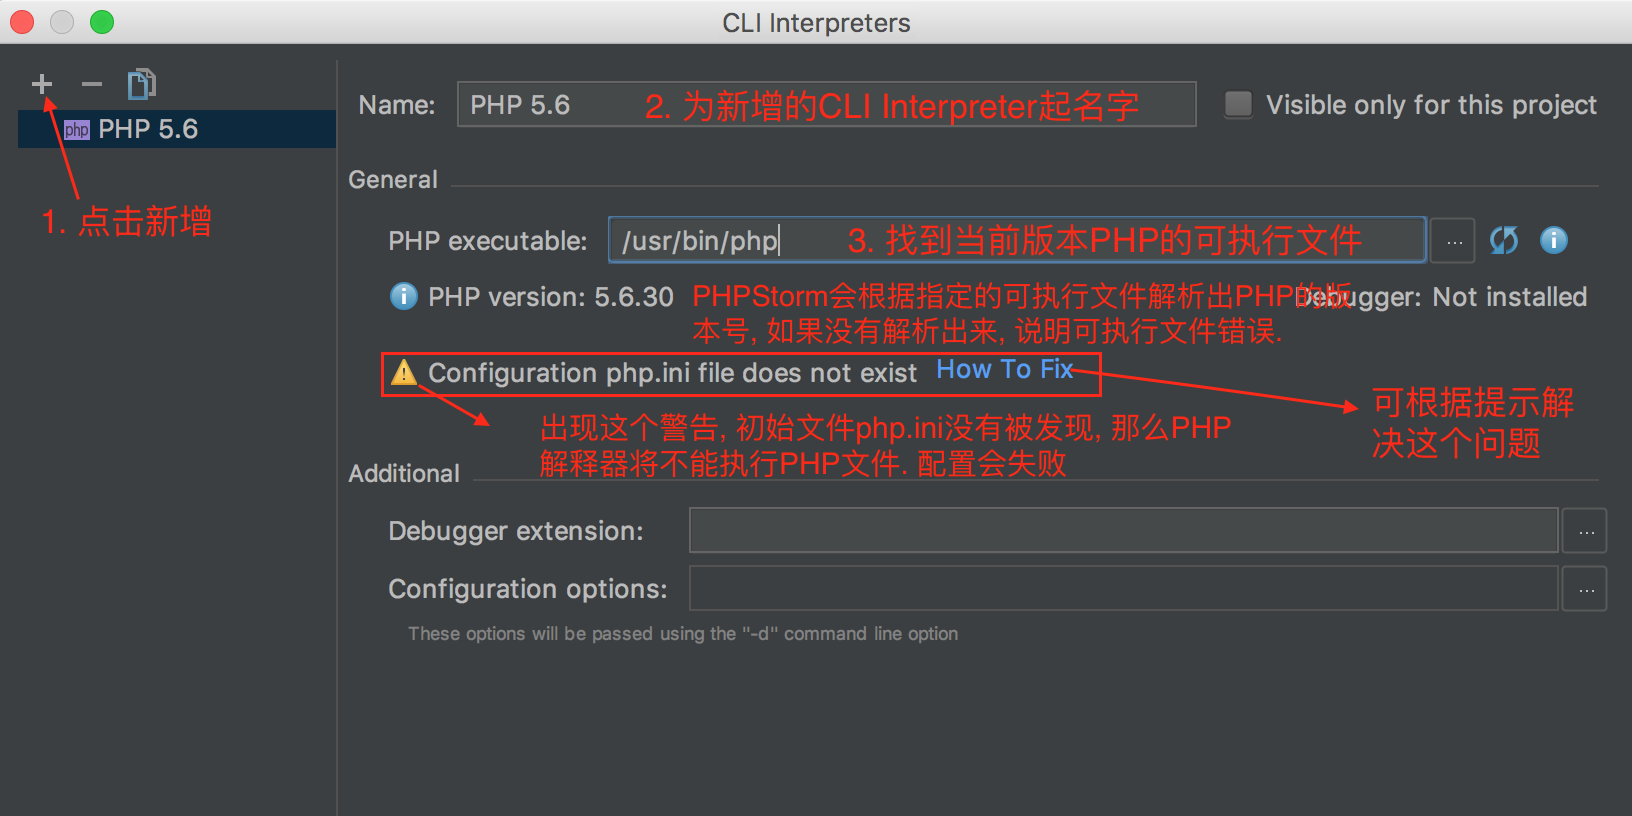 CLI Interpreters
Name: PHP 5.6 2. 为新增的CLI Interpreter起名字 Visible only for this project
php PHP 5.6
General
1. 点击新增
PHP executable: /usr/bin/php 3. 找到当前版本PHP的可执行文件 ...
PHP version: 5.6.30 PHPStorm会根据指定的可执行文件解析出PHP的版 Debugger: Not installed
本号, 如果没有解析出来, 说明可执行文件错误.
Configuration php.ini file does not exist How To Fix
可根据提示解
决这个问题
出现这个警告, 初始文件php.ini没有被发现, 那么PHP
解释器将不能执行PHP文件. 配置会失败
Additional
Debugger extension: ...
Configuration options: ...
These options will be passed using the "-d" command line option